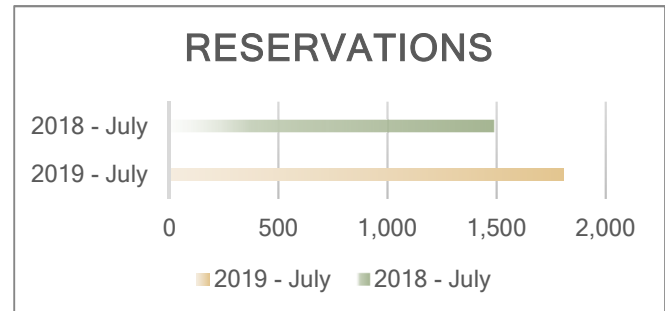 RESERVATIONS
2018 - July
2019 - July
0 500 1,000 1,500 2,000
2019 - July 2018 - July